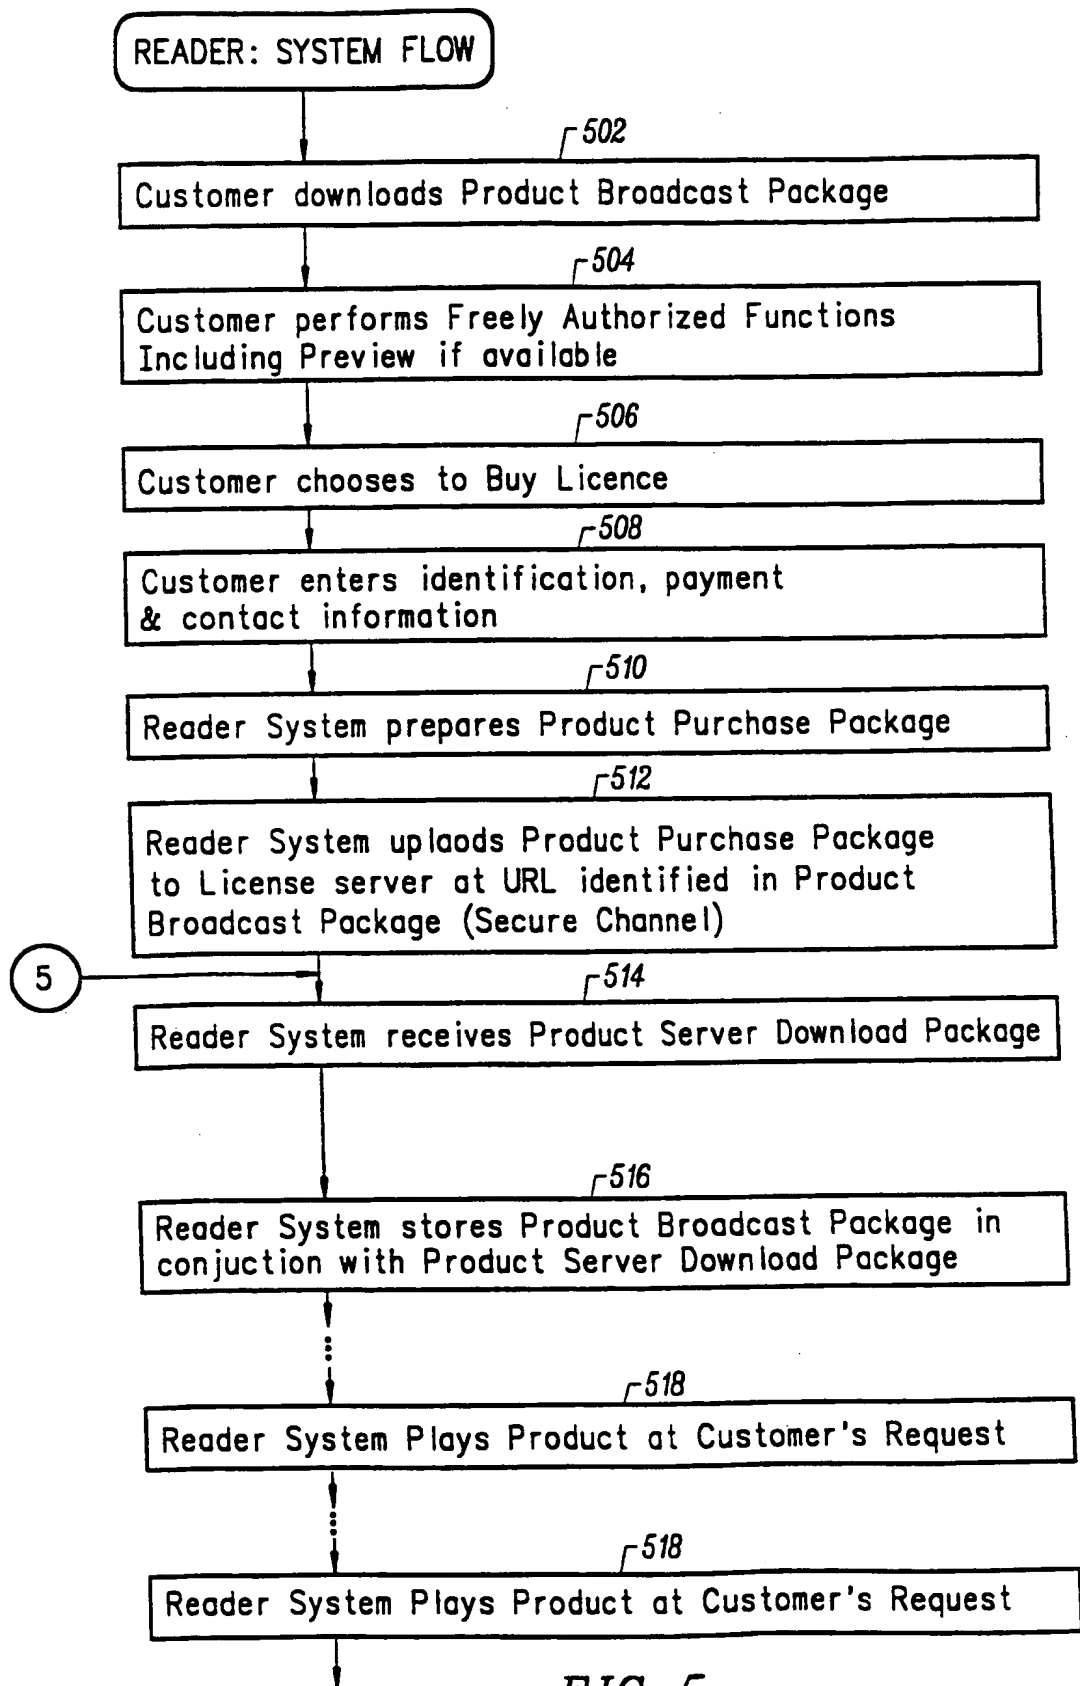 READER: SYSTEM FLOW
502
Customer downloads Product Broadcast Package
504
Customer performs Freely Authorized Functions
Including Preview if available
506
Customer chooses to Buy Licence
508
Customer enters identification, payment
& contact information
510
Reader System prepares Product Purchase Package
512
Reader System uplaods Product Purchase Package
to License server at URL identified in Product
Broadcast Package (Secure Channel)
5
514
Reader System receives Product Server Download Package
516
Reader System stores Product Broadcast Package in
conjuction with Product Server Download Package
518
Reader System Plays Product at Customer's Request
518
Reader System Plays Product at Customer's Request
FIG. 5